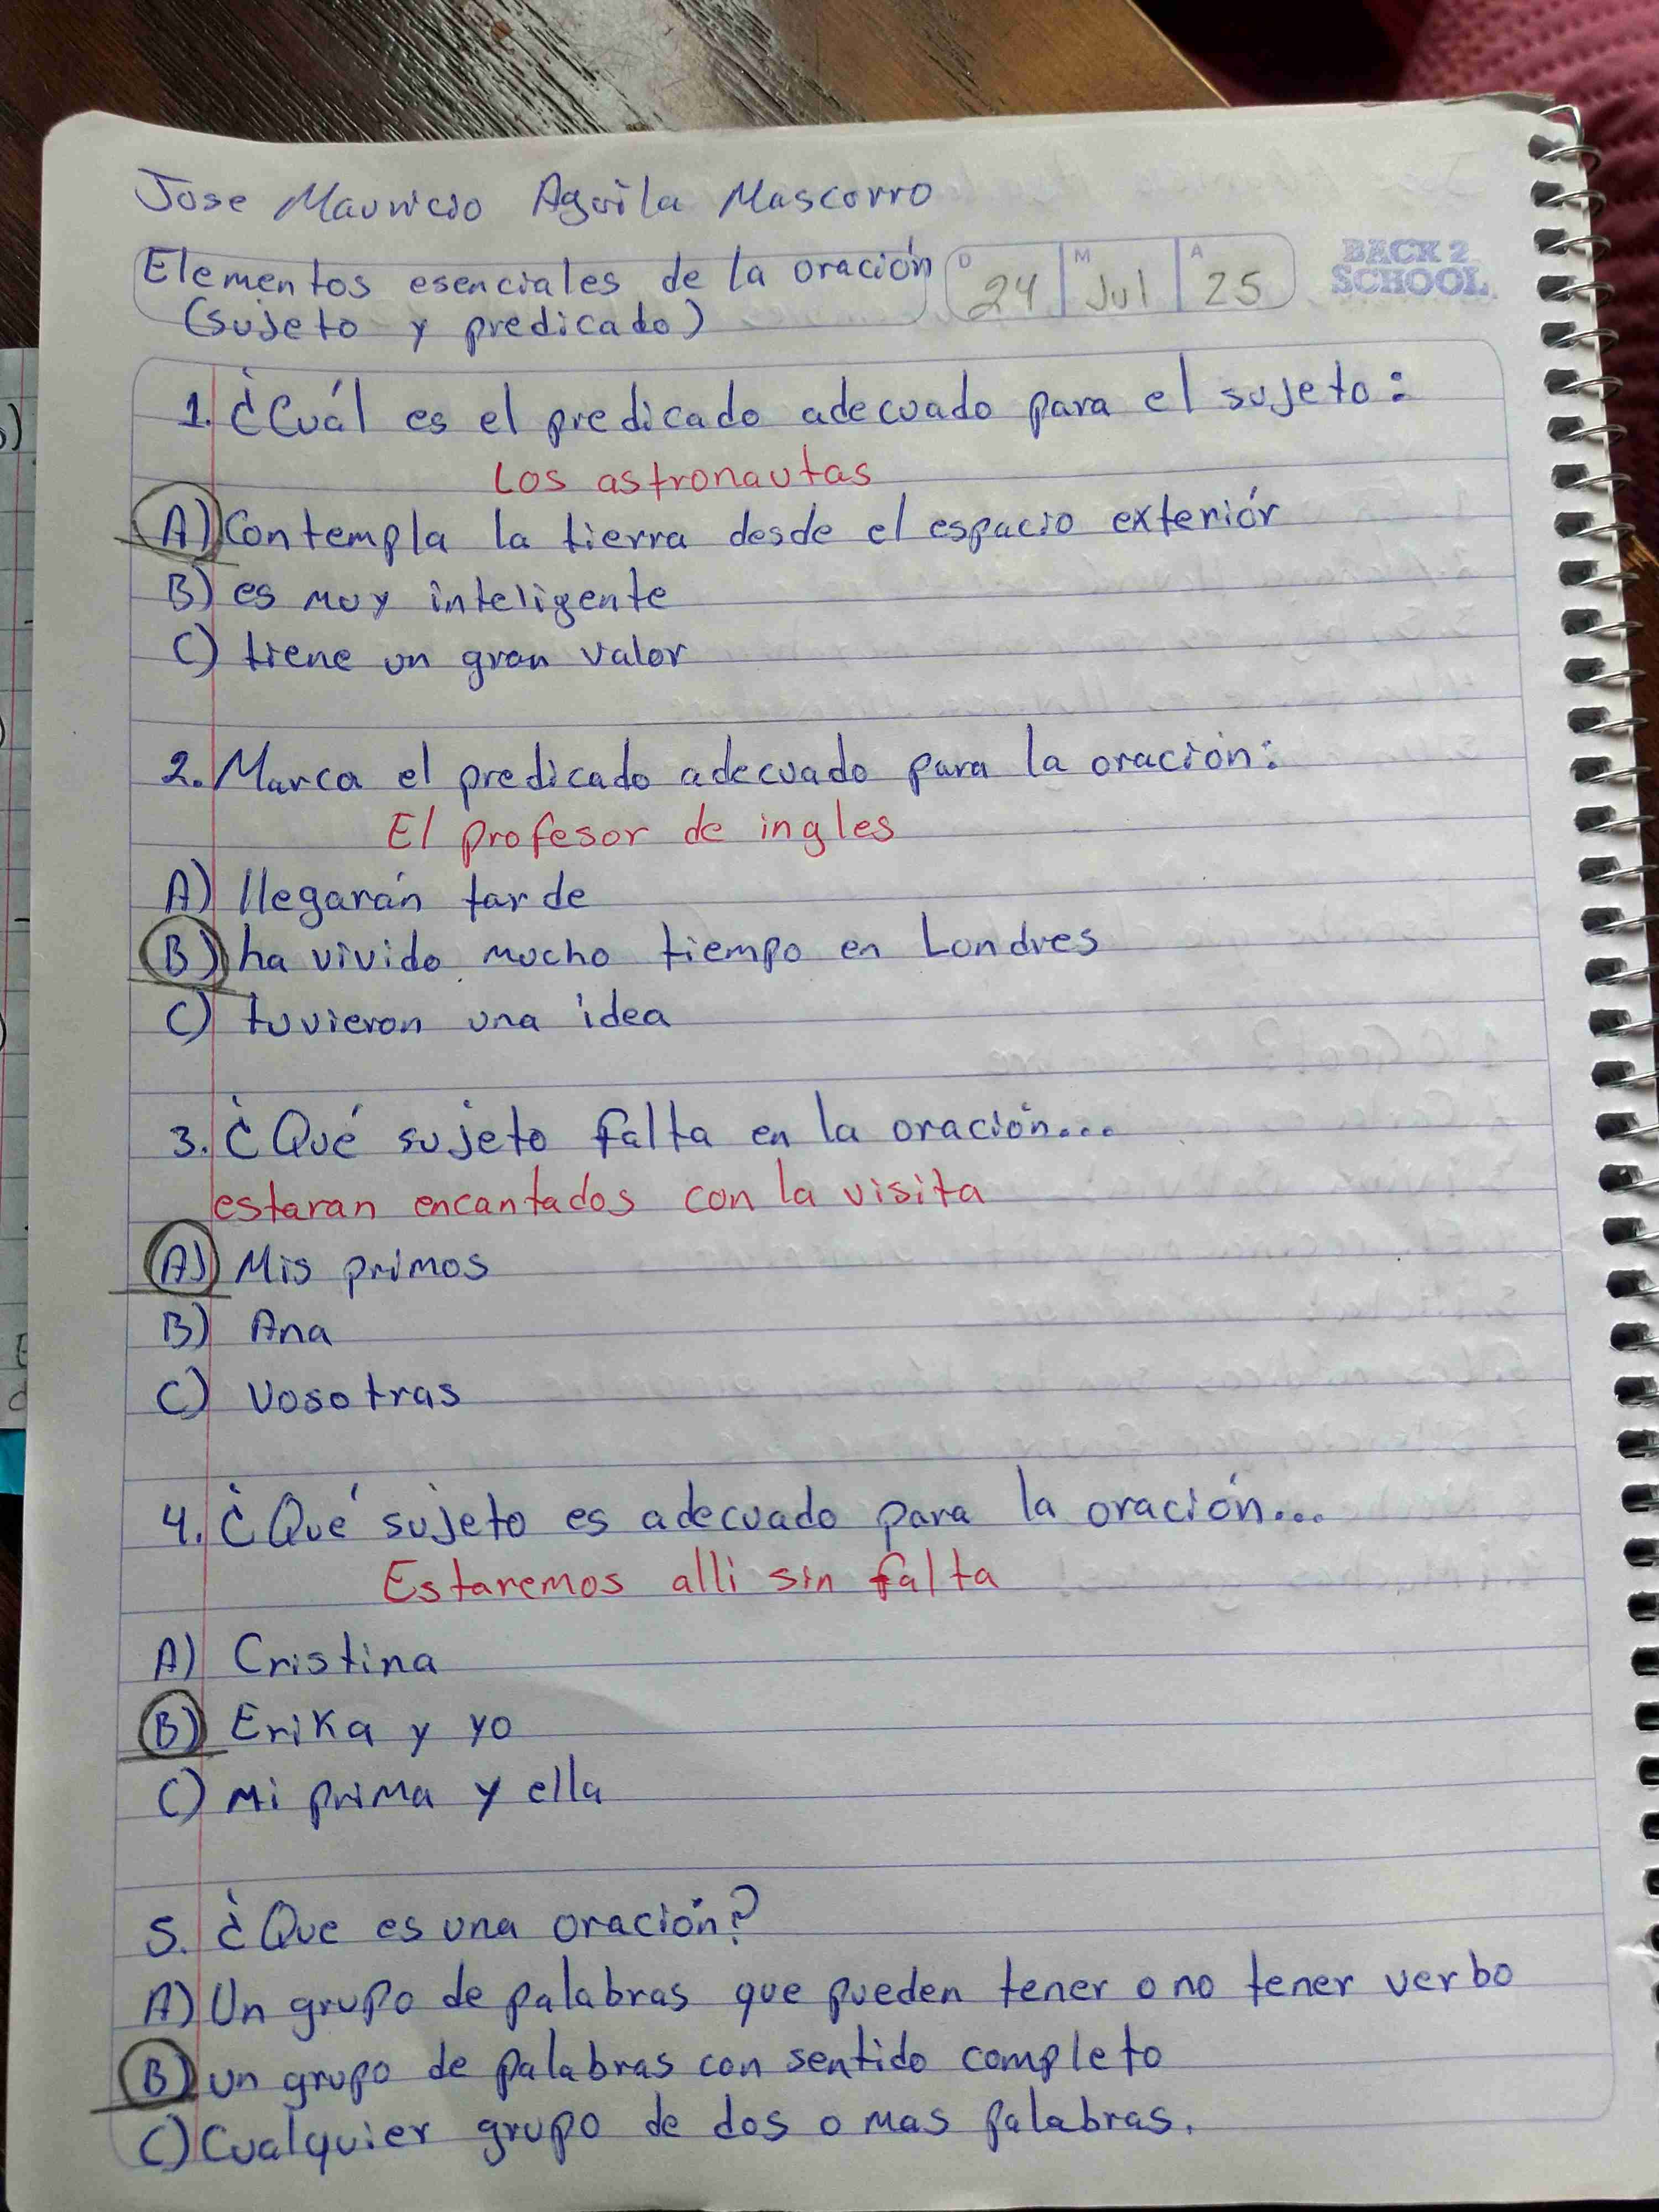 Jose Mauricio Aguila Mascorro
Elementos esenciales de la oración
(sujeto y predicado)
D 24 M Jul A 25
BACK 2 SCHOOL
1. ¿Cuál es el predicado adecuado para el sujeto:
Los astronautas
A) Contempla la tierra desde el espacio exteriór
B) es muy inteligente
C) tiene un gran valor
2. Marca el predicado adecuado para la oración:
El profesor de ingles
A) llegarán tarde
B) ha vivido mucho tiempo en Londres
C) tuvieron una idea
3. ¿Qué sujeto falta en la oración...
estaran encantados con la visita
A) Mis primos
B) Ana
C) Vosotras
4. ¿Qué sujeto es adecuado para la oración...
Estaremos alli sin falta
A) Cristina
B) Erika y yo
C) Mi prima y ella
5. ¿Que es una oración?
A) Un grupo de palabras que pueden tener o no tener verbo
B) un grupo de palabras con sentido completo
C) Cualquier grupo de dos o mas palabras.